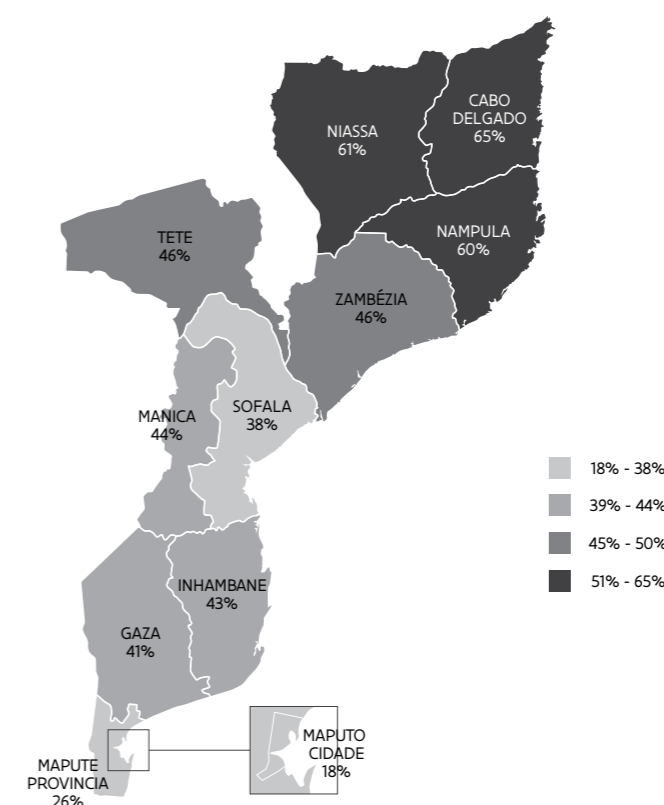 CABO
DELGADO
65%
NIASSA
61%
NAMPULA
60%
TETE
46%
ZAMBÉZIA
46%
SOFALA
38%
MANICA
44%
18% - 38%
39% - 44%
45% - 50%
51% - 65%
INHAMBANE
43%
GAZA
41%
MAPUTO
CIDADE
18%
MAPUTE
PROVINCIA
26%